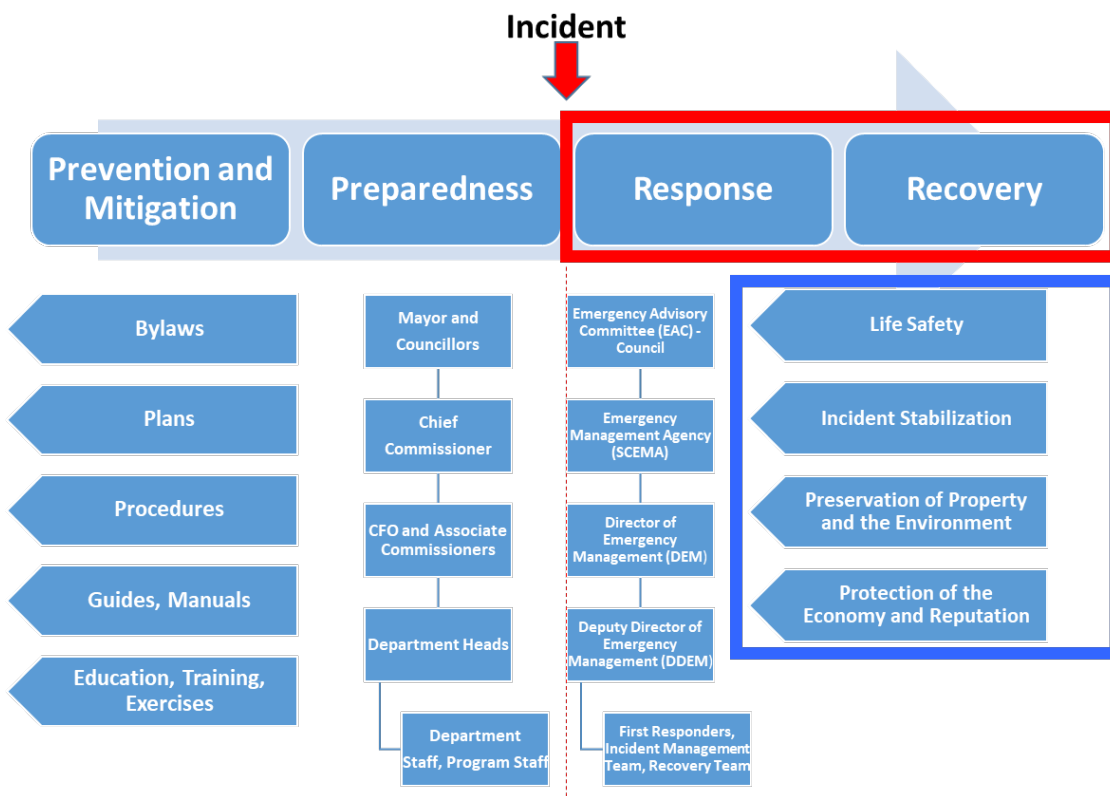 Incident
Prevention and
Mitigation
Preparedness
Response
Recovery
Bylaws
Plans
Procedures
Guides, Manuals
Education, Training,
Exercises
Mayor and
Councillors
Chief
Commissioner
CFO and Associate
Commissioners
Department Heads
Department
Staff, Program Staff
Emergency Advisory
Committee (EAC) -
Council
Emergency
Management Agency
(SCEMA)
Director of
Emergency
Management (DEM)
Deputy Director of
Emergency
Management (DDEM)
First Responders,
Incident Management
Team, Recovery Team
Life Safety
Incident Stabilization
Preservation of Property
and the Environment
Protection of the
Economy and Reputation